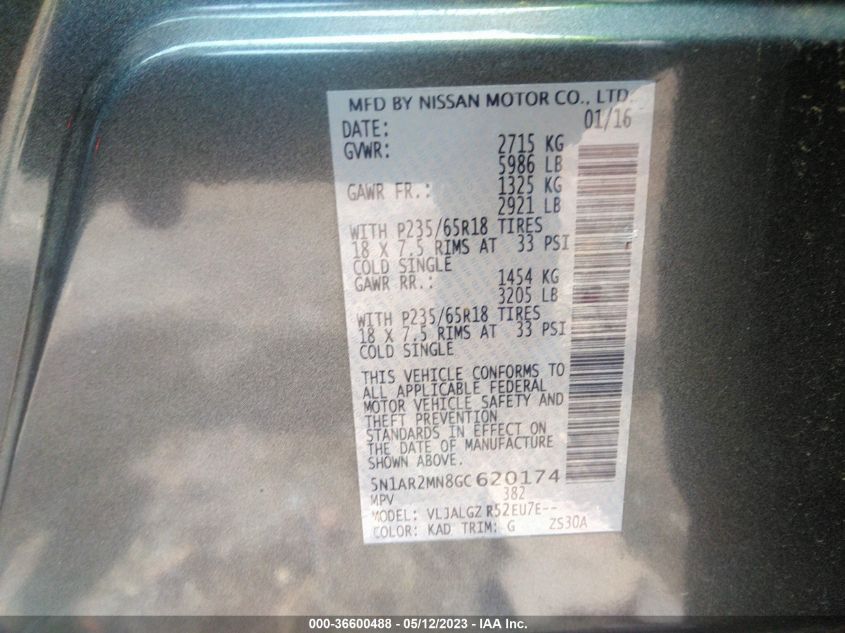 MFD BY NISSAN MOTOR CO., LTD.
DATE: 01/16
GVWR: 2715 KG
5986 LB
GAWR FR.: 1325 KG
2921 LB
WITH P235/65R18 TIRES
18 X 7.5 RIMS AT 33 PSI
COLD SINGLE
GAWR RR.: 1454 KG
3205 LB
WITH P235/65R18 TIRES
18 X 7.5 RIMS AT 33 PSI
COLD SINGLE
THIS VEHICLE CONFORMS TO
ALL APPLICABLE FEDERAL
MOTOR VEHICLE SAFETY AND
THEFT PREVENTION
STANDARDS IN EFFECT ON
THE DATE OF MANUFACTURE
SHOWN ABOVE.
5N1AR2MN8GC620174
MPV 382
MODEL: VLJALGZ R52EU7E--
COLOR: KAD TRIM: G ZS30A
000-36600488 - 05/12/2023 - IAA Inc.